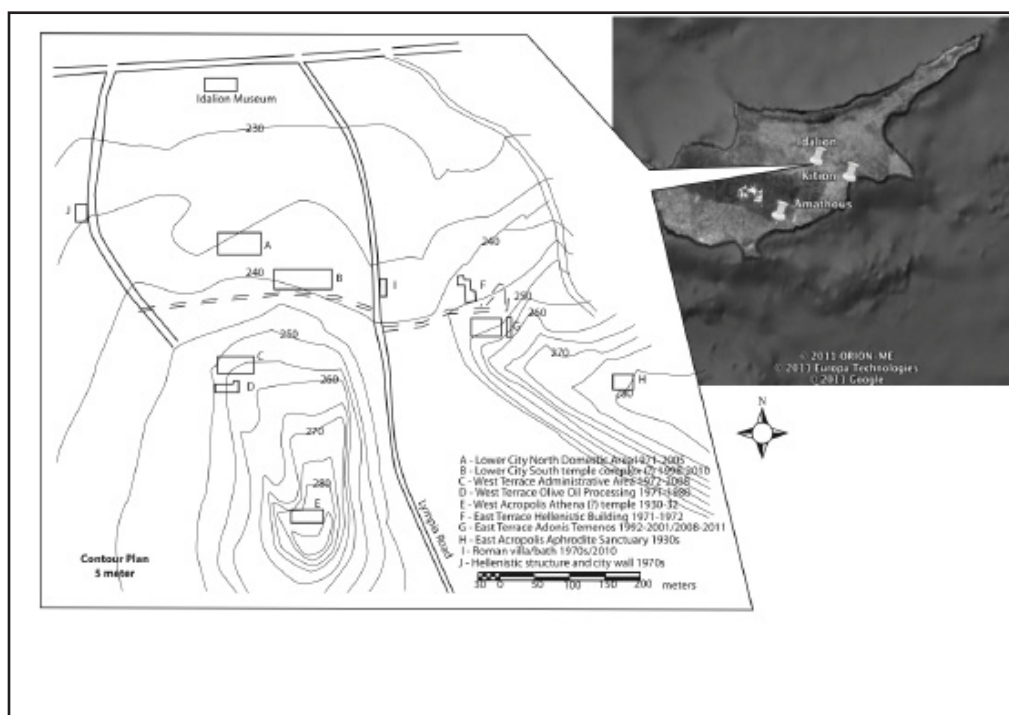 Idalion Museum
230
J
A
240
B
I
F
240
250
260
G
270
H
280
250
C
260
D
270
280
E
Lympia Road
Contour Plan
5 meter
A - Lower City North Domestic Area1971-2005
B - Lower City South temple complex (?) 1998-2010
C - West Terrace Administrative Area 1972-2008
D - West Terrace Olive Oil Processing 1971-1980
E - West Acropolis Athena (?) temple 1930-32
F - East Terrace Hellenistic Building 1971-1972
G - East Terrace Adonis Temenos 1992-2001/2008-2011
H - East Acropolis Aphrodite Sanctuary 1930s
I - Roman villa/bath 1970s/2010
J - Hellenistic structure and city wall 1970s
0 50 100 150 200 meters
Idalion
Kition
Amathous
© 2011 ORION-ME
© 2011 Europa Technologies
© 2011 Google
N